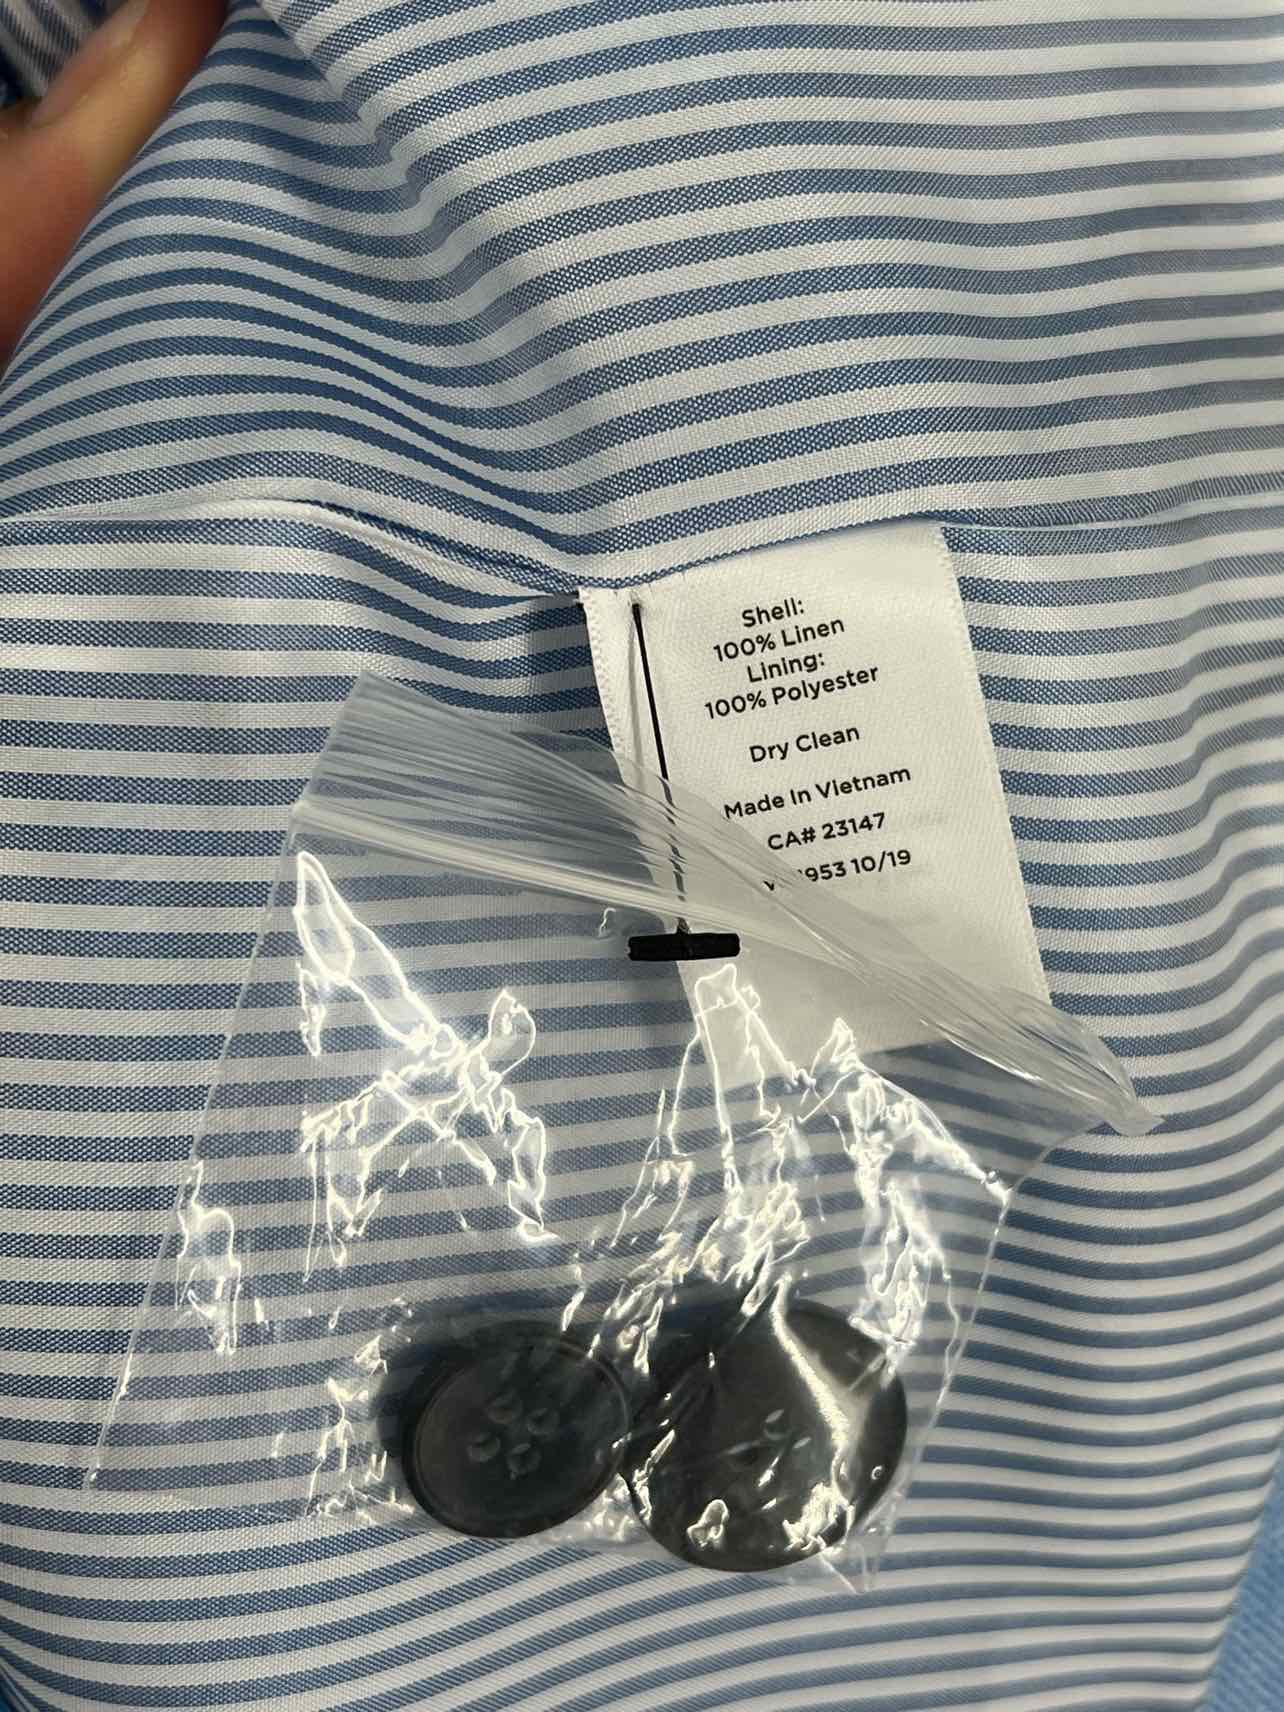 Shell:
100% Linen
Lining:
100% Polyester
Dry Clean
Made In Vietnam
CA# 23147
10/19